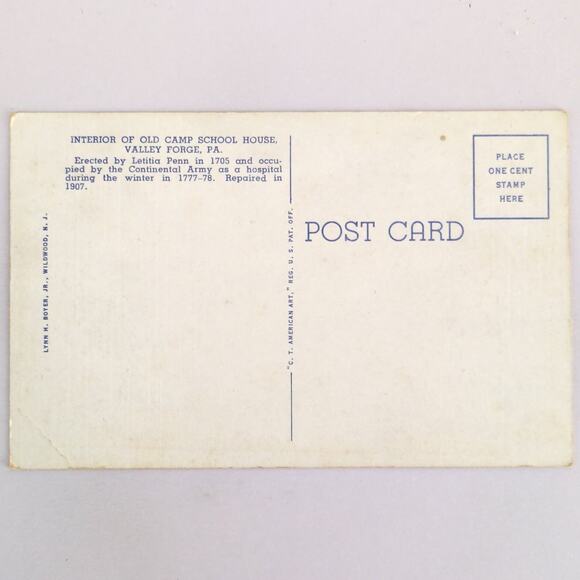 INTERIOR OF OLD CAMP SCHOOL HOUSE,
VALLEY FORGE, PA.
Erected by Letitia Penn in 1705 and occu-
pied by the Continental Army as a hospital
during the winter in 1777-78. Repaired in
1907.
LYNN H. BOYER, JR., WILDWOOD, N. J.
"C. T. AMERICAN ART," REG. U. S. PAT. OFF.
POST CARD
PLACE
ONE CENT
STAMP
HERE